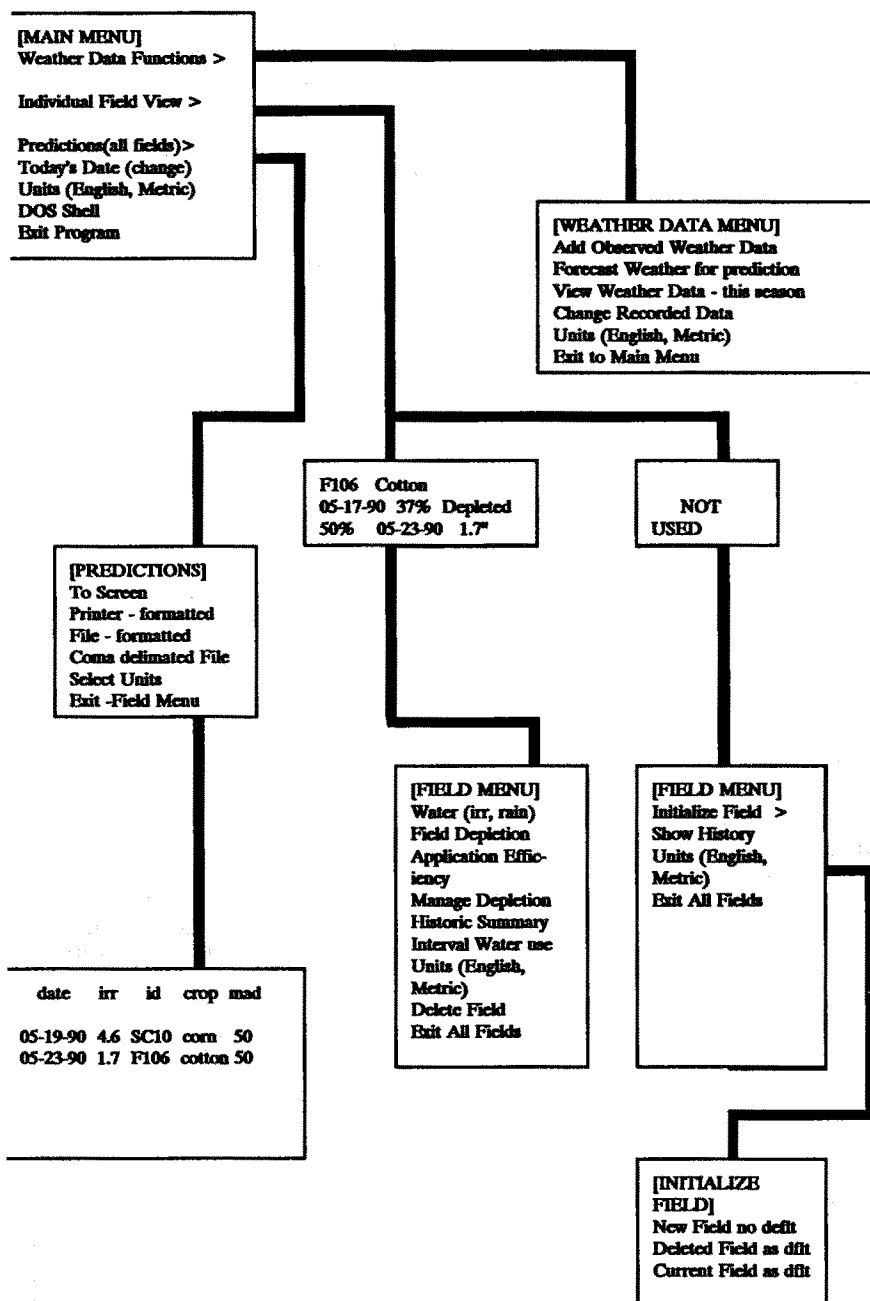 [MAIN MENU]
Weather Data Functions >
Individual Field View >
Predictions(all fields)>
Today's Date (change)
Units (English, Metric)
DOS Shell
Exit Program
[WEATHER DATA MENU]
Add Observed Weather Data
Forecast Weather for prediction
View Weather Data - this season
Change Recorded Data
Units (English, Metric)
Exit to Main Menu
F106 Cotton
05-17-90 37% Depleted
50% 05-23-90 1.7"
NOT
USED
[PREDICTIONS]
To Screen
Printer - formatted
File - formatted
Coma delimated File
Select Units
Exit -Field Menu
[FIELD MENU]
Water (irr, rain)
Field Depletion
Application Effic-
iency
Manage Depletion
Historic Summary
Interval Water use
Units (English,
Metric)
Delete Field
Exit All Fields
[FIELD MENU]
Initialize Field >
Show History
Units (English,
Metric)
Exit All Fields
date irr id crop mad
05-19-90 4.6 SC10 corn 50
05-23-90 1.7 F106 cotton 50
[INITIALIZE
FIELD]
New Field no deflt
Deleted Field as dflt
Current Field as dflt